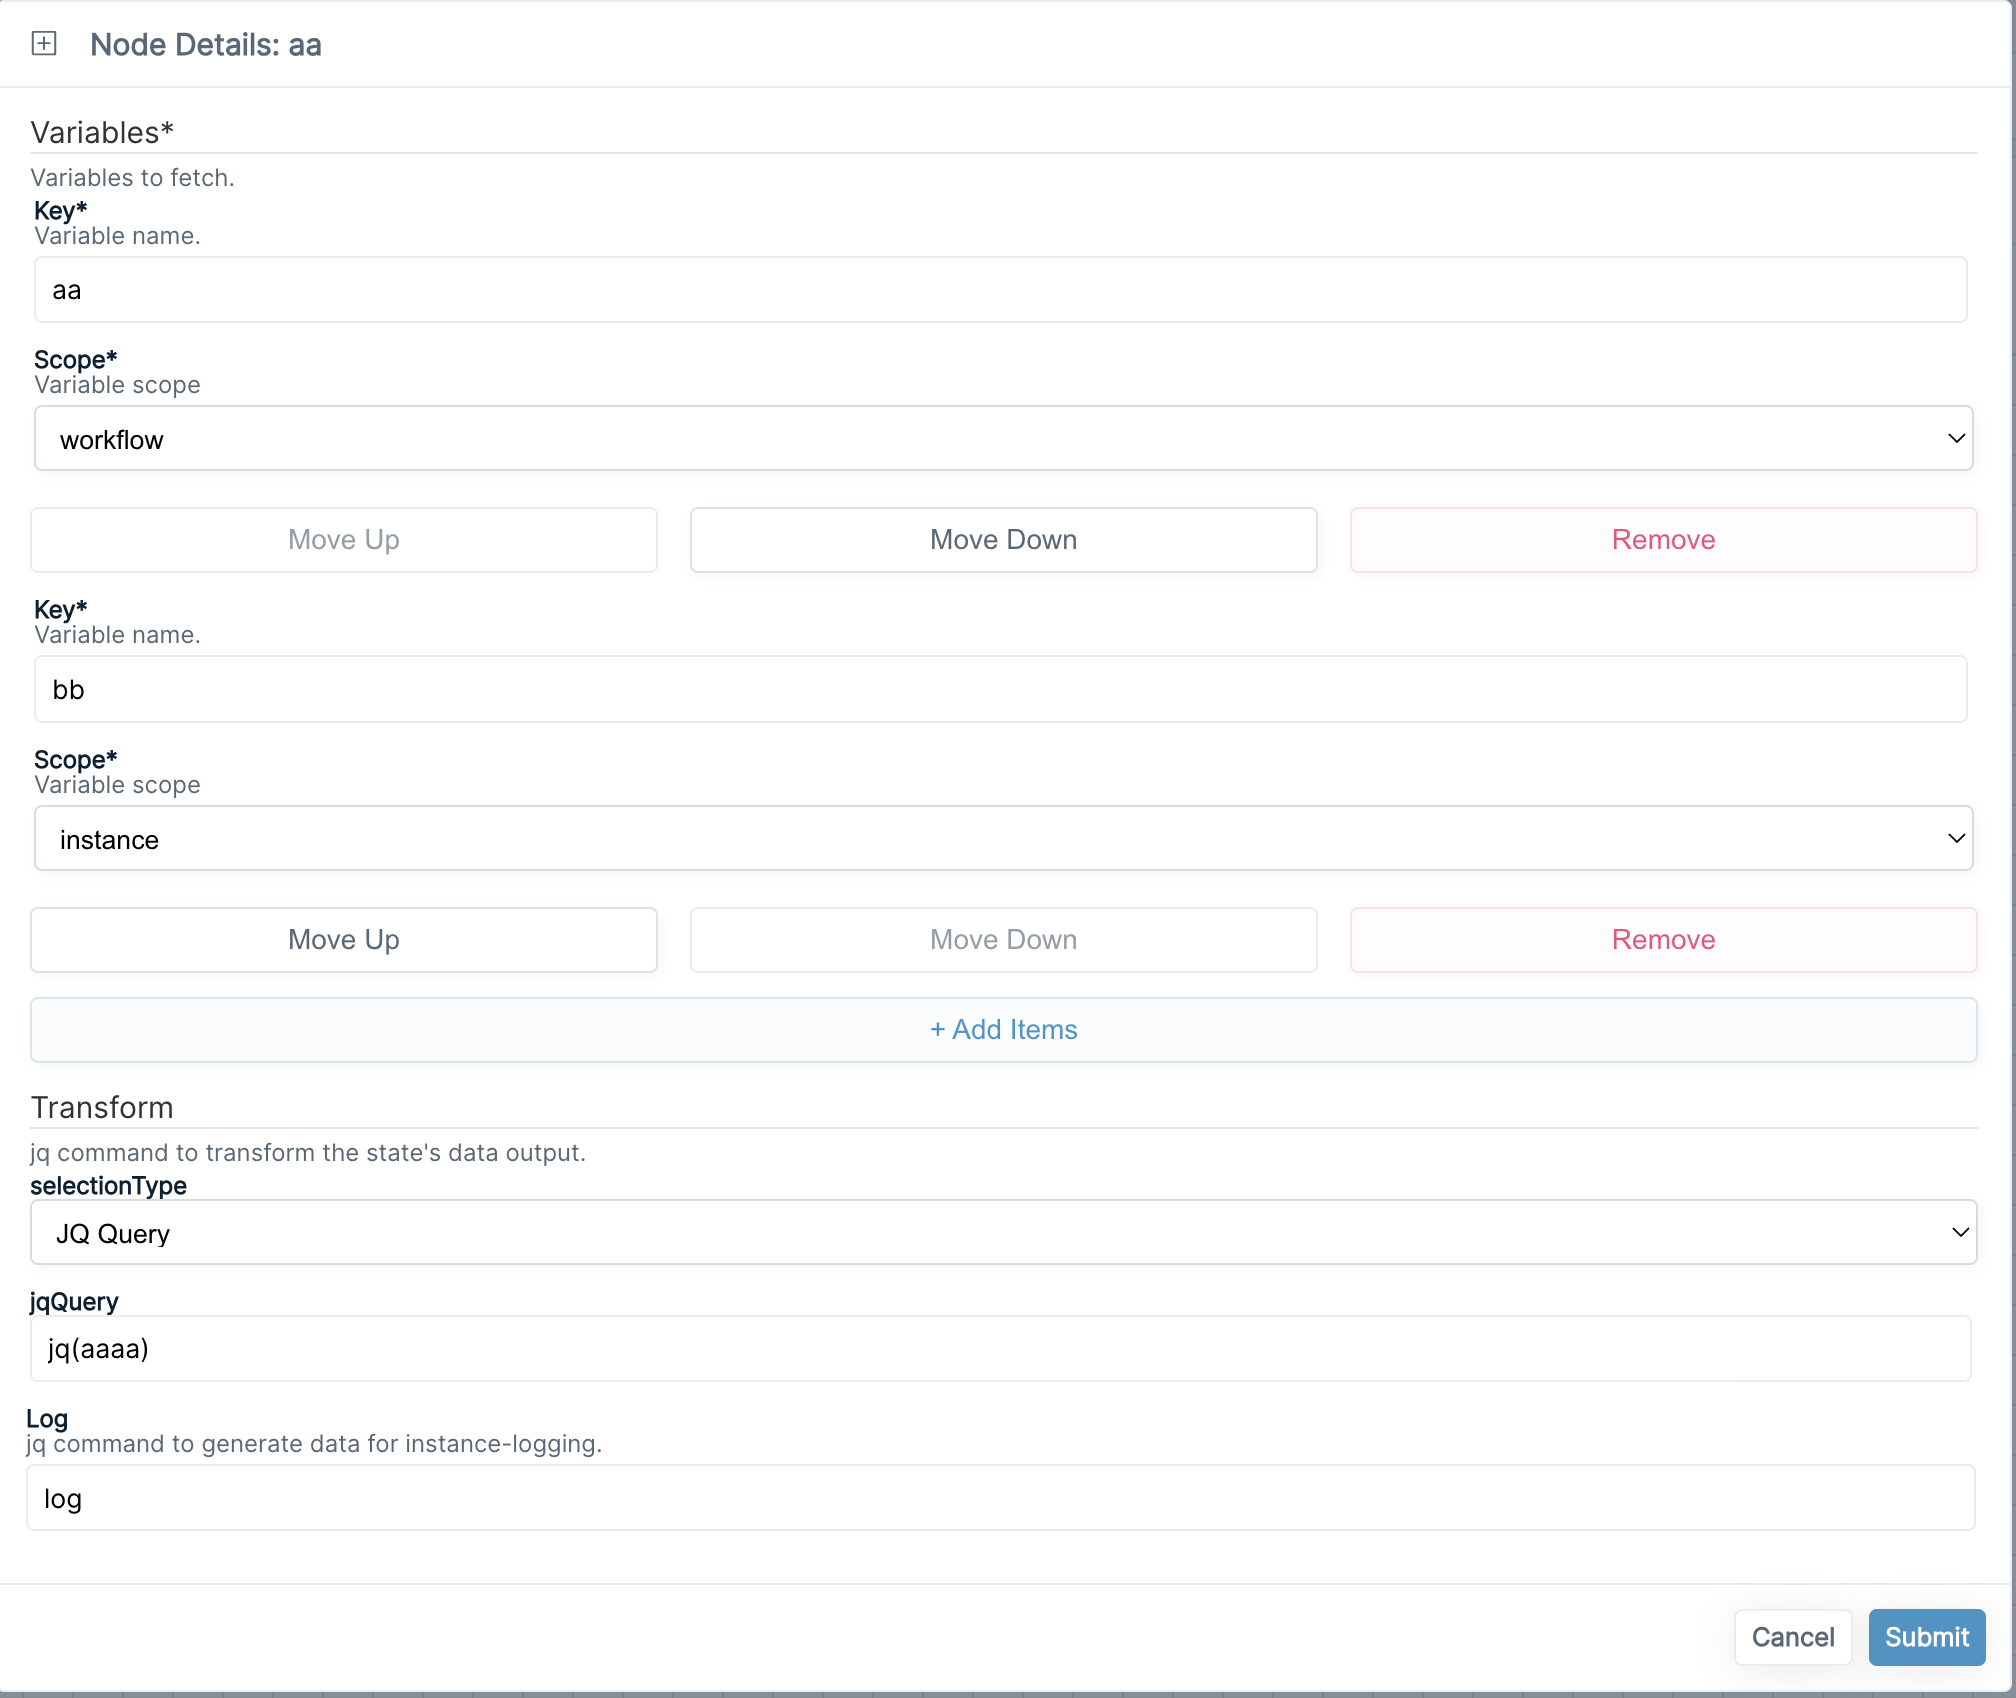 Node Details: aa
Variables*
Variables to fetch.
Key*
Variable name.
aa
Scope*
Variable scope
workflow
Move Up Move Down Remove
Key*
Variable name.
bb
Scope*
Variable scope
instance
Move Up Move Down Remove
+ Add Items
Transform
jq command to transform the state's data output.
selectionType
JQ Query
jqQuery
jq(aaaa)
Log
jq command to generate data for instance-logging.
log
Cancel Submit